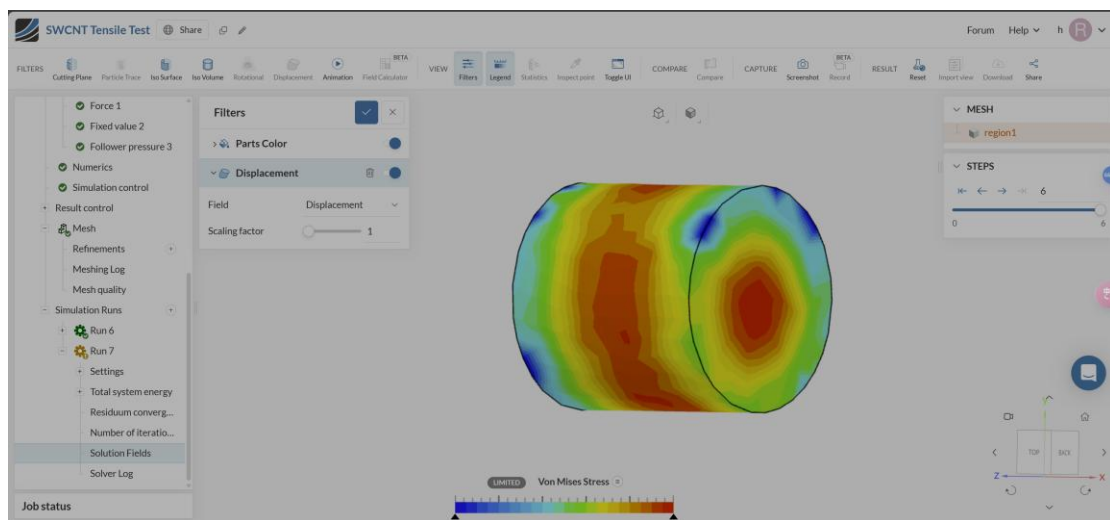 SWCNT Tensile Test Share Forum Help h R
FILTERS Cutting Plane Particle Trace Iso Surface Iso Volume Rotational Displacement Animation BETA Field Calculator VIEW Filters Legend Statistics Inspect point Toggle UI COMPARE Compare CAPTURE Screenshot BETA Record RESULT Reset Import view Download Share
Force 1
Fixed value 2
Follower pressure 3
Numerics
Simulation control
Result control
Mesh
Refinements
Meshing Log
Mesh quality
Simulation Runs
Run 6
Run 7
Settings
Total system energy
Residuum converg...
Number of iteratio...
Solution Fields
Solver Log
Job status
Filters
Parts Color
Displacement
Field Displacement
Scaling factor 1
MESH
region1
STEPS
6
0 6
LIMITED Von Mises Stress
Y
TOP BACK
Z X